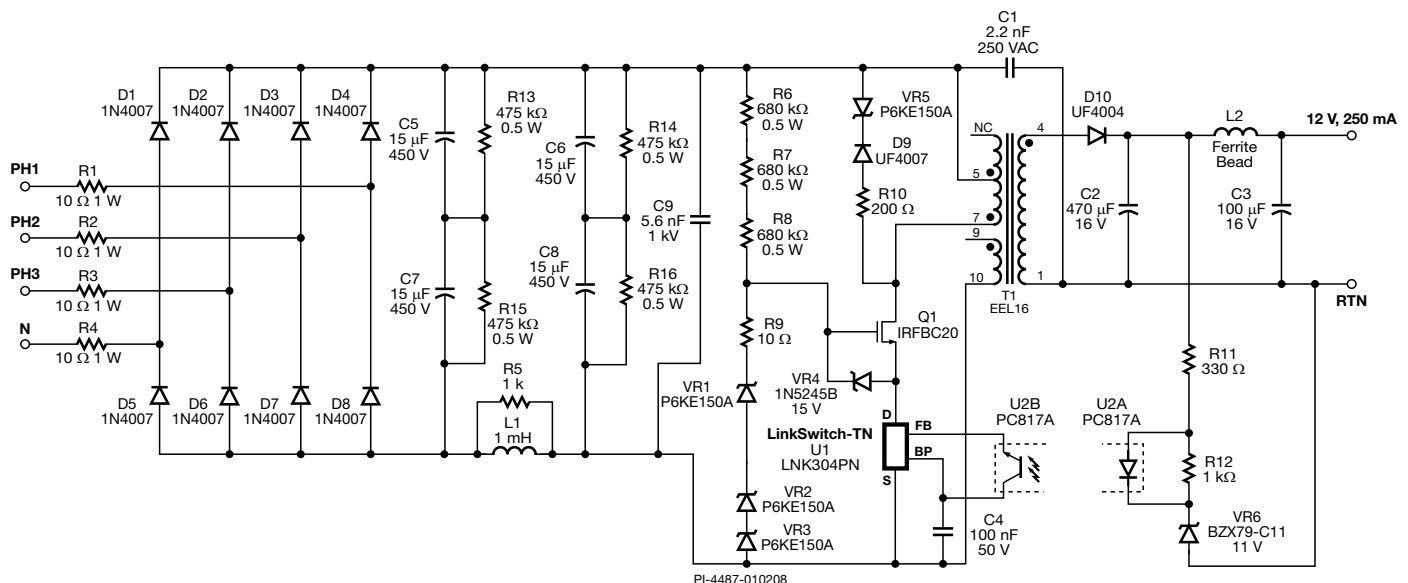 C1
2.2 nF
250 VAC
D1
1N4007
D2
1N4007
D3
1N4007
D4
1N4007
C5
15 µF
450 V
R13
475 kΩ
0.5 W
C6
15 µF
450 V
R14
475 kΩ
0.5 W
R6
680 kΩ
0.5 W
R7
680 kΩ
0.5 W
R8
680 kΩ
0.5 W
VR5
P6KE150A
D9
UF4007
R10
200 Ω
NC
5
7
9
10
4
1
T1
EEL16
D10
UF4004
L2
Ferrite
Bead
12 V, 250 mA
C2
470 µF
16 V
C3
100 µF
16 V
RTN
PH1
R1
10 Ω 1 W
PH2
R2
10 Ω 1 W
PH3
R3
10 Ω 1 W
N
R4
10 Ω 1 W
C9
5.6 nF
1 kV
C7
15 µF
450 V
R15
475 kΩ
0.5 W
C8
15 µF
450 V
R16
475 kΩ
0.5 W
R9
10 Ω
Q1
IRFBC20
D5
1N4007
D6
1N4007
D7
1N4007
D8
1N4007
R5
1 k
L1
1 mH
VR1
P6KE150A
VR4
1N5245B
15 V
D
FB
BP
S
LinkSwitch-TN
U1
LNK304PN
U2B
PC817A
U2A
PC817A
R11
330 Ω
R12
1 kΩ
VR2
P6KE150A
VR3
P6KE150A
C4
100 nF
50 V
VR6
BZX79-C11
11 V
PI-4487-010208